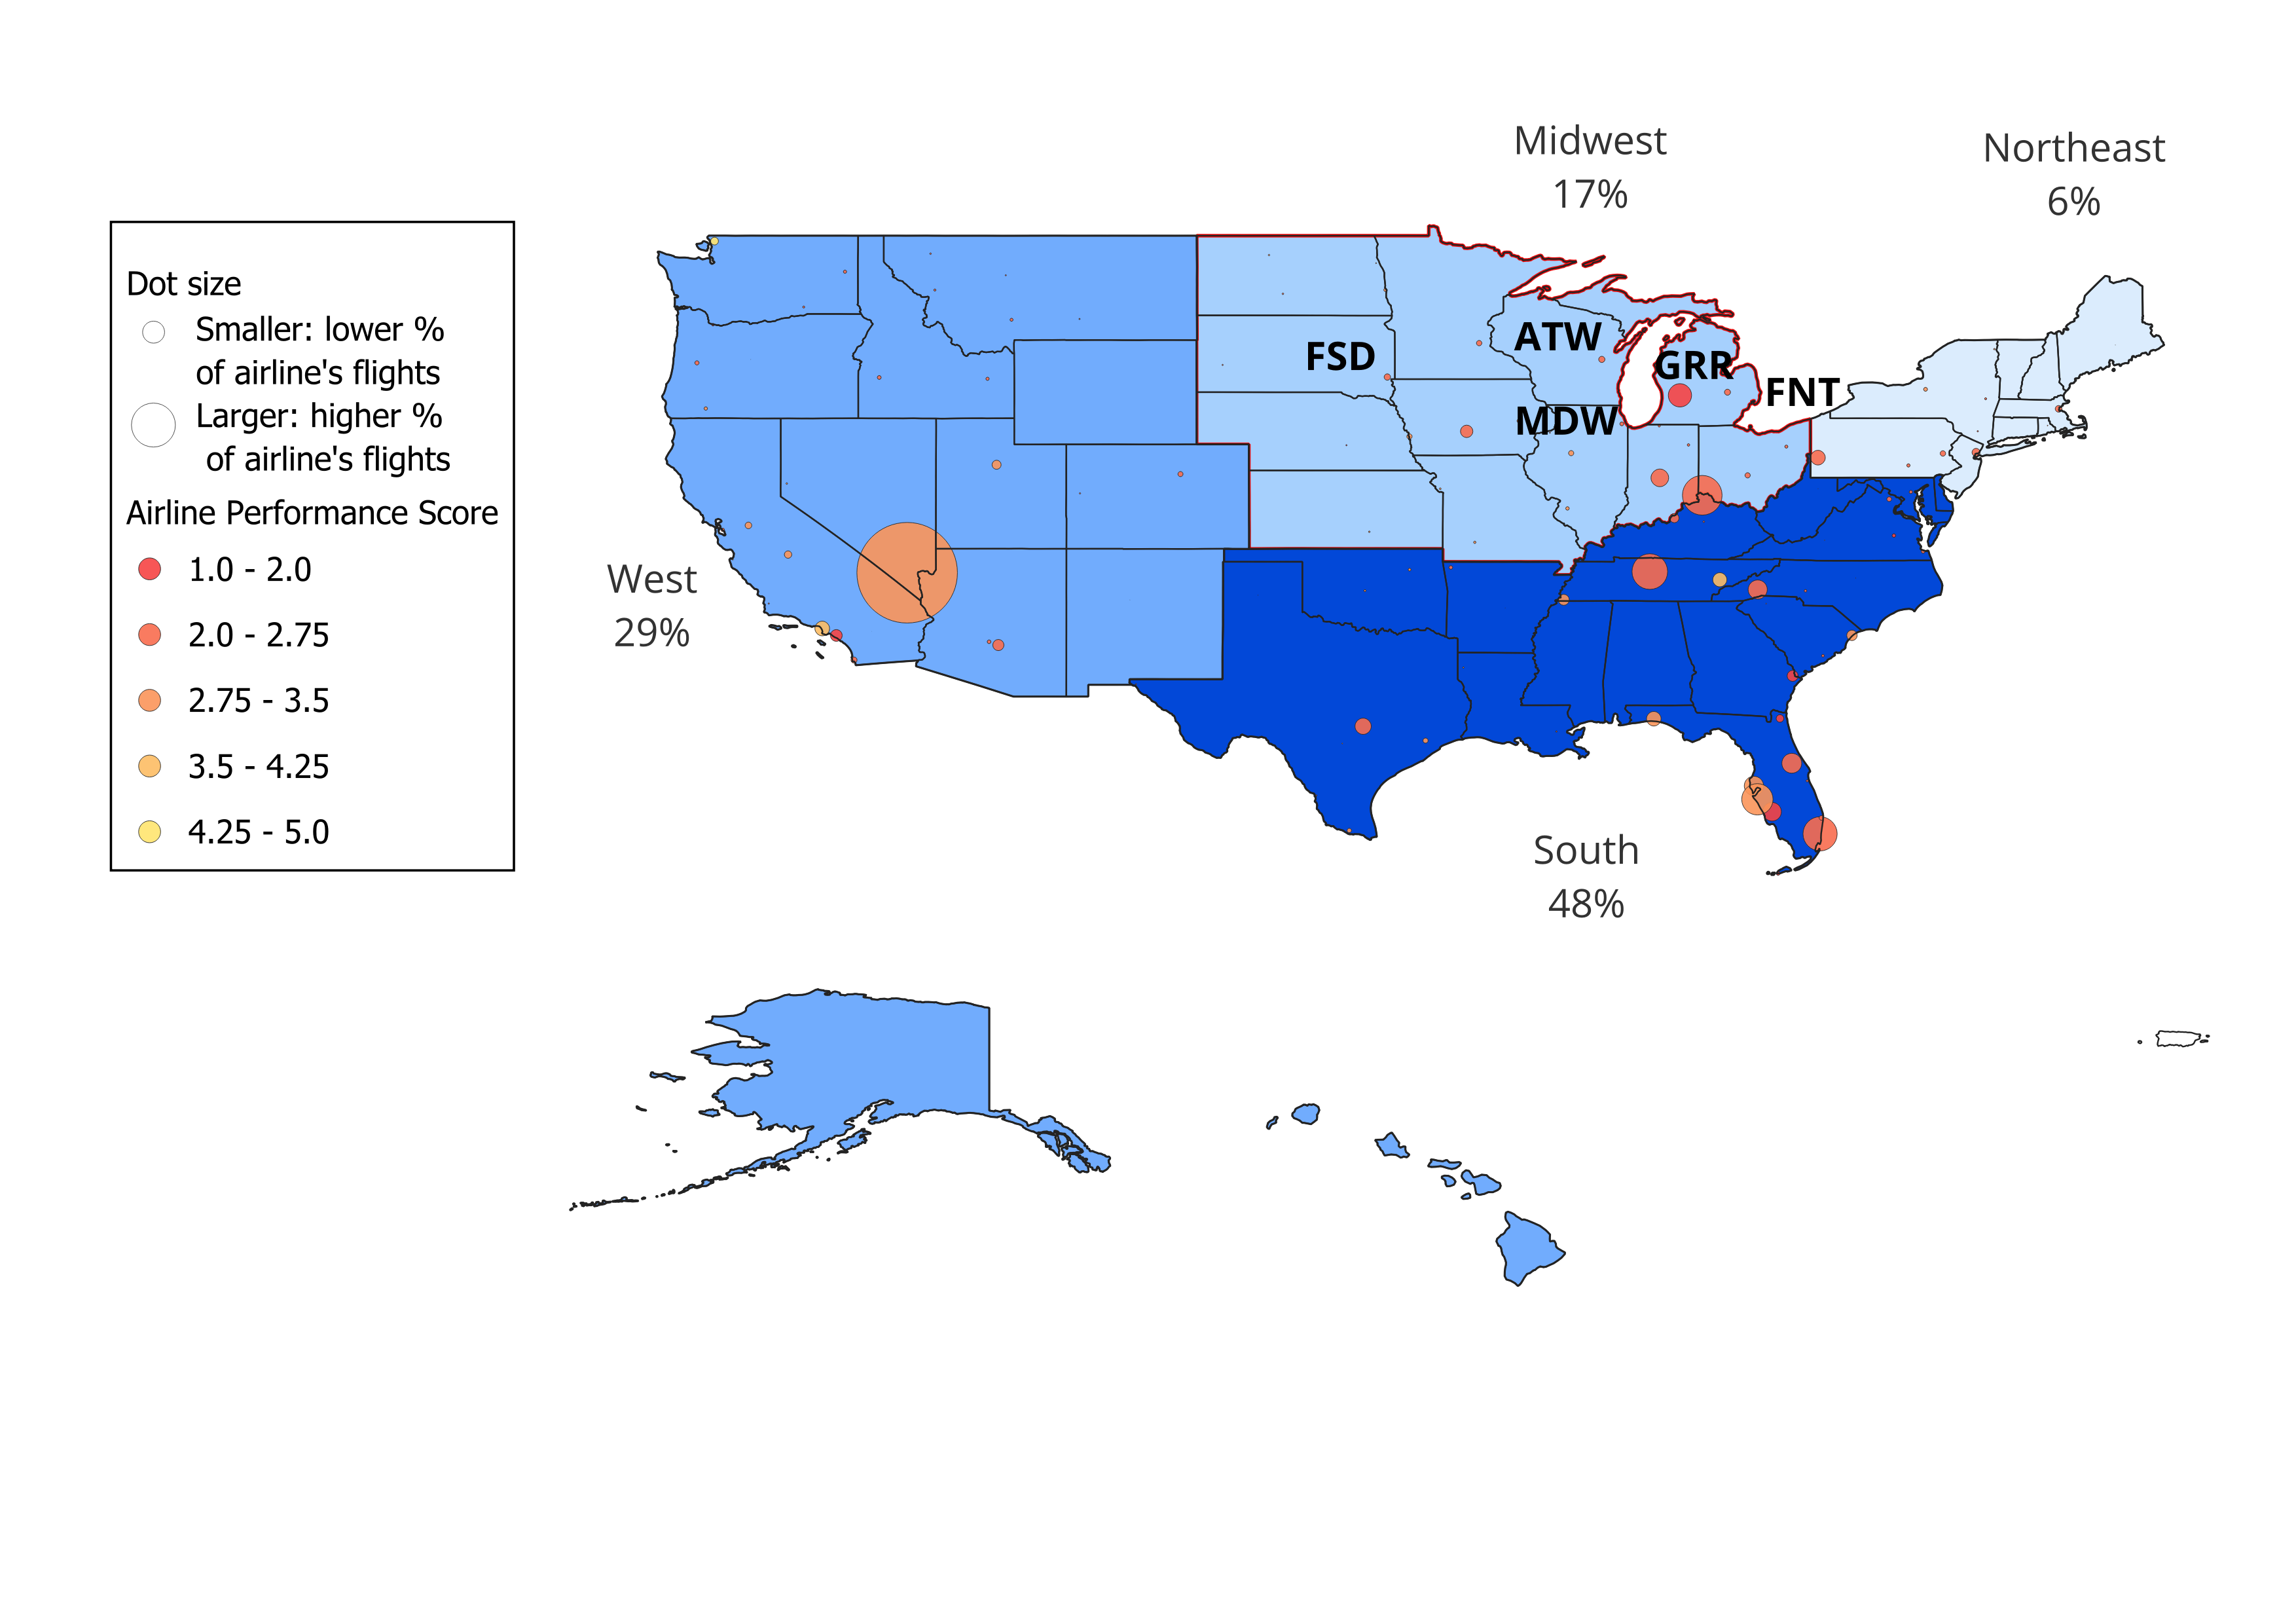 Midwest
17%
Northeast
6%
Dot size
Smaller: lower %
of airline's flights
Larger: higher %
of airline's flights
Airline Performance Score
1.0 - 2.0
2.0 - 2.75
2.75 - 3.5
3.5 - 4.25
4.25 - 5.0
ATW
FSD
GRR
FNT
MDW
West
29%
South
48%